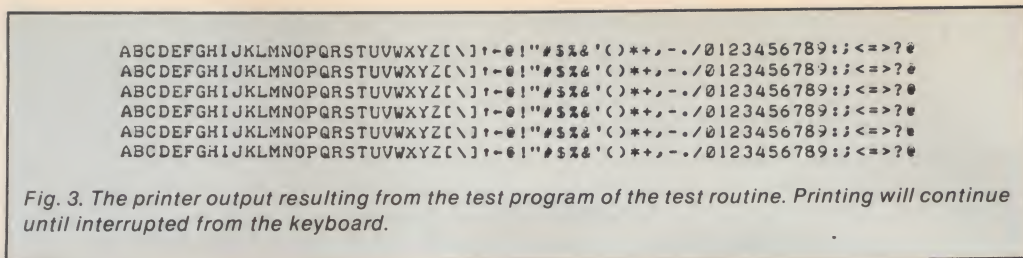 ABCDEFGHIJKLMNOPQRSTUVWXYZ[\]↑←@!"#$%&'()*+,-./0123456789:;<=>?@
ABCDEFGHIJKLMNOPQRSTUVWXYZ[\]↑←@!"#$%&'()*+,-./0123456789:;<=>?@
ABCDEFGHIJKLMNOPQRSTUVWXYZ[\]↑←@!"#$%&'()*+,-./0123456789:;<=>?@
ABCDEFGHIJKLMNOPQRSTUVWXYZ[\]↑←@!"#$%&'()*+,-./0123456789:;<=>?@
ABCDEFGHIJKLMNOPQRSTUVWXYZ[\]↑←@!"#$%&'()*+,-./0123456789:;<=>?@
ABCDEFGHIJKLMNOPQRSTUVWXYZ[\]↑←@!"#$%&'()*+,-./0123456789:;<=>?@
Fig. 3. The printer output resulting from the test program of the test routine. Printing will continue
until interrupted from the keyboard.